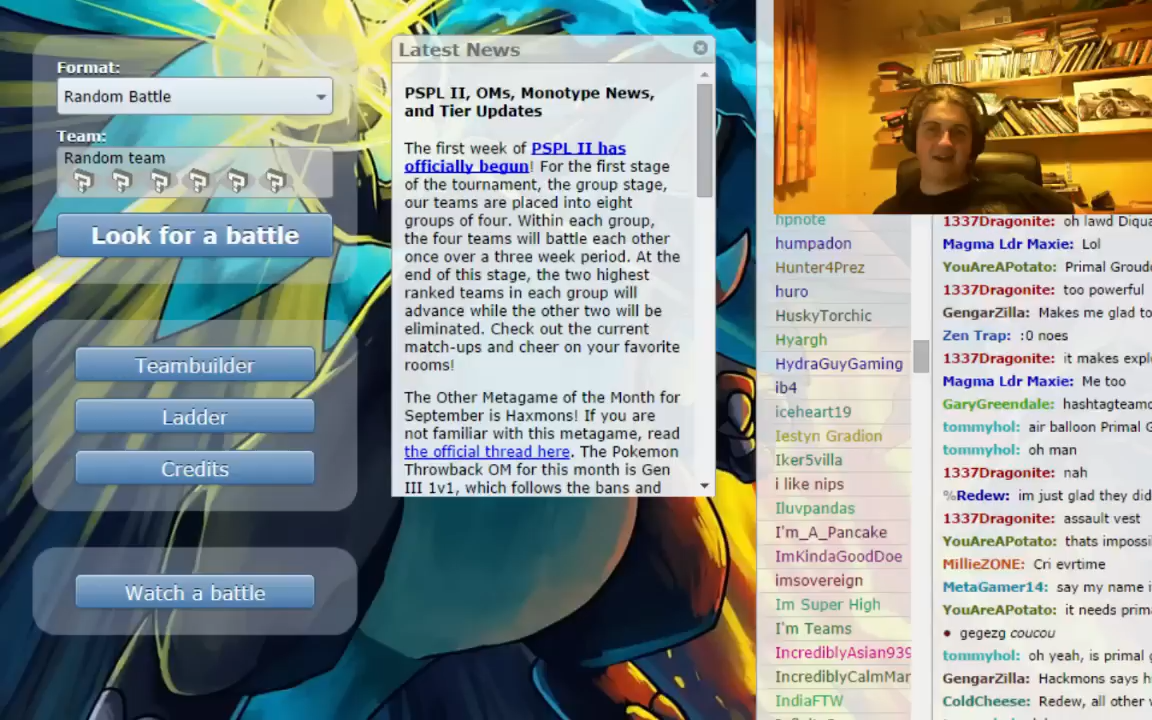 Format:
Random Battle
Team:
Random team
Look for a battle
Teambuilder
Ladder
Credits
Watch a battle
Latest News
PSPL II, OMs, Monotype News,
and Tier Updates
The first week of PSPL II has
officially begun! For the first stage
of the tournament, the group stage,
our teams are placed into eight
groups of four. Within each group,
the four teams will battle each other
once over a three week period. At the
end of this stage, the two highest
ranked teams in each group will
advance while the other two will be
eliminated. Check out the current
match-ups and cheer on your favorite
rooms!
The Other Metagame of the Month for
September is Haxmons! If you are
not familiar with this metagame, read
the official thread here. The Pokemon
Throwback OM for this month is Gen
III 1v1, which follows the bans and
hpnote
humpadon
Hunter4Prez
huro
HuskyTorchic
Hyargh
HydraGuyGaming
ib4
iceheart19
Iestyn Gradion
Iker5villa
i like nips
Iluvpandas
I'm_A_Pancake
ImKindaGoodDoe
imsovereign
Im Super High
I'm Teams
IncrediblyAsian939
IncrediblyCalmMan
IndiaFTW
1337Dragonite: oh lawd Diqua
Magma Ldr Maxie: Lol
YouAreAPotato: Primal Groudo
1337Dragonite: too powerful
GengarZilla: Makes me glad to
Zen Trap: :0 noes
1337Dragonite: it makes expl
Magma Ldr Maxie: Me too
GaryGreendale: hashtagteamo
tommyhol: air balloon Primal G
tommyhol: oh man
1337Dragonite: nah
%Redew: im just glad they did
1337Dragonite: assault vest
YouAreAPotato: thats impossi
MillieZONE: Cri evrtime
MetaGamer14: say my name i
YouAreAPotato: it needs prima
• gegezg coucou
tommyhol: oh yeah, is primal g
GengarZilla: Hackmons says h
ColdCheese: Redew, all other v